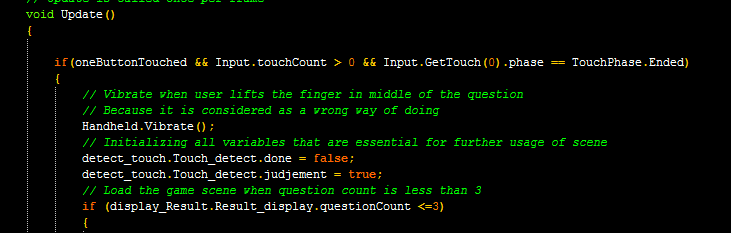 // Update is called once per frame
void Update()
{
if(oneButtonTouched && Input.touchCount > 0 && Input.GetTouch(0).phase == TouchPhase.Ended)
{
// Vibrate when user lifts the finger in middle of the question
// Because it is considered as a wrong way of doing
Handheld.Vibrate();
// Initializing all variables that are essential for further usage of scene
detect_touch.Touch_detect.done = false;
detect_touch.Touch_detect.judjement = true;
// Load the game scene when question count is less than 3
if (display_Result.Result_display.questionCount <=3)
{